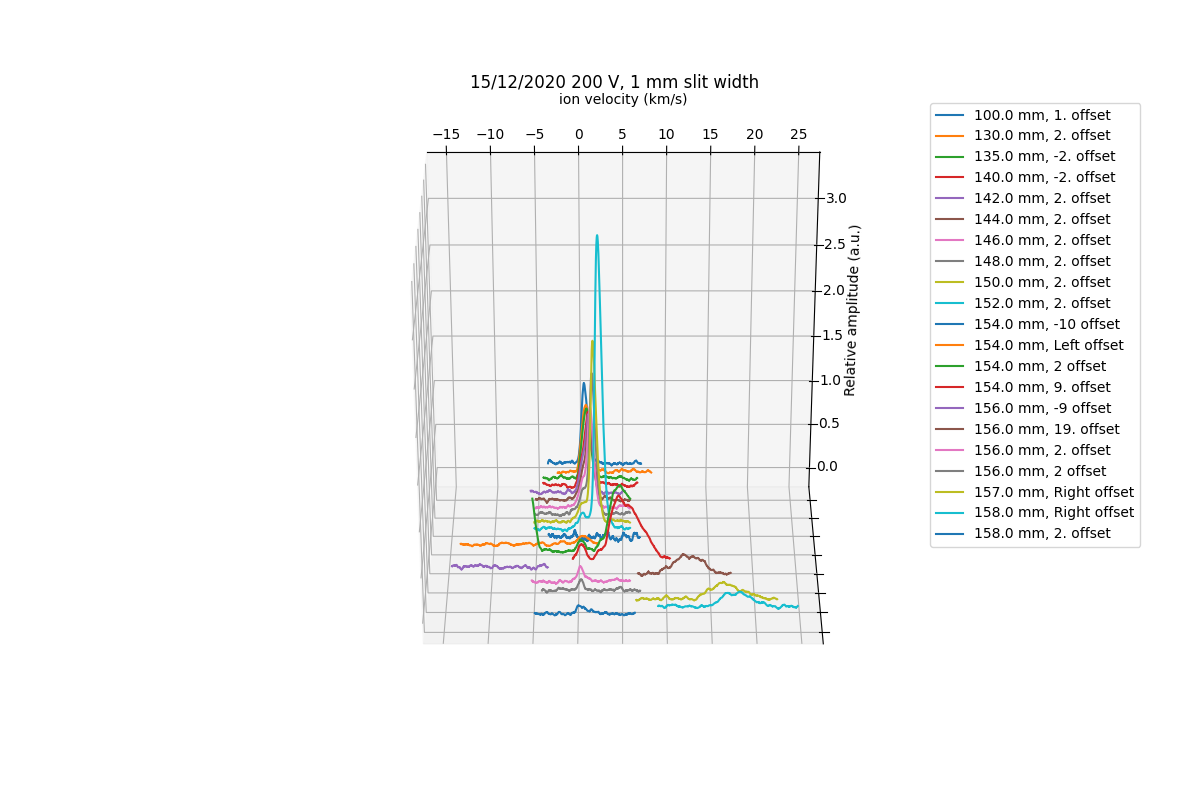 15/12/2020 200 V, 1 mm slit width
ion velocity (km/s)
−15 −10 −5 0 5 10 15 20 25
3.0
2.5
2.0
1.5
1.0
0.5
0.0
Relative amplitude (a.u.)
100.0 mm, 1. offset
130.0 mm, 2. offset
135.0 mm, -2. offset
140.0 mm, -2. offset
142.0 mm, 2. offset
144.0 mm, 2. offset
146.0 mm, 2. offset
148.0 mm, 2. offset
150.0 mm, 2. offset
152.0 mm, 2. offset
154.0 mm, -10 offset
154.0 mm, Left offset
154.0 mm, 2 offset
154.0 mm, 9. offset
156.0 mm, -9 offset
156.0 mm, 19. offset
156.0 mm, 2. offset
156.0 mm, 2 offset
157.0 mm, Right offset
158.0 mm, Right offset
158.0 mm, 2. offset